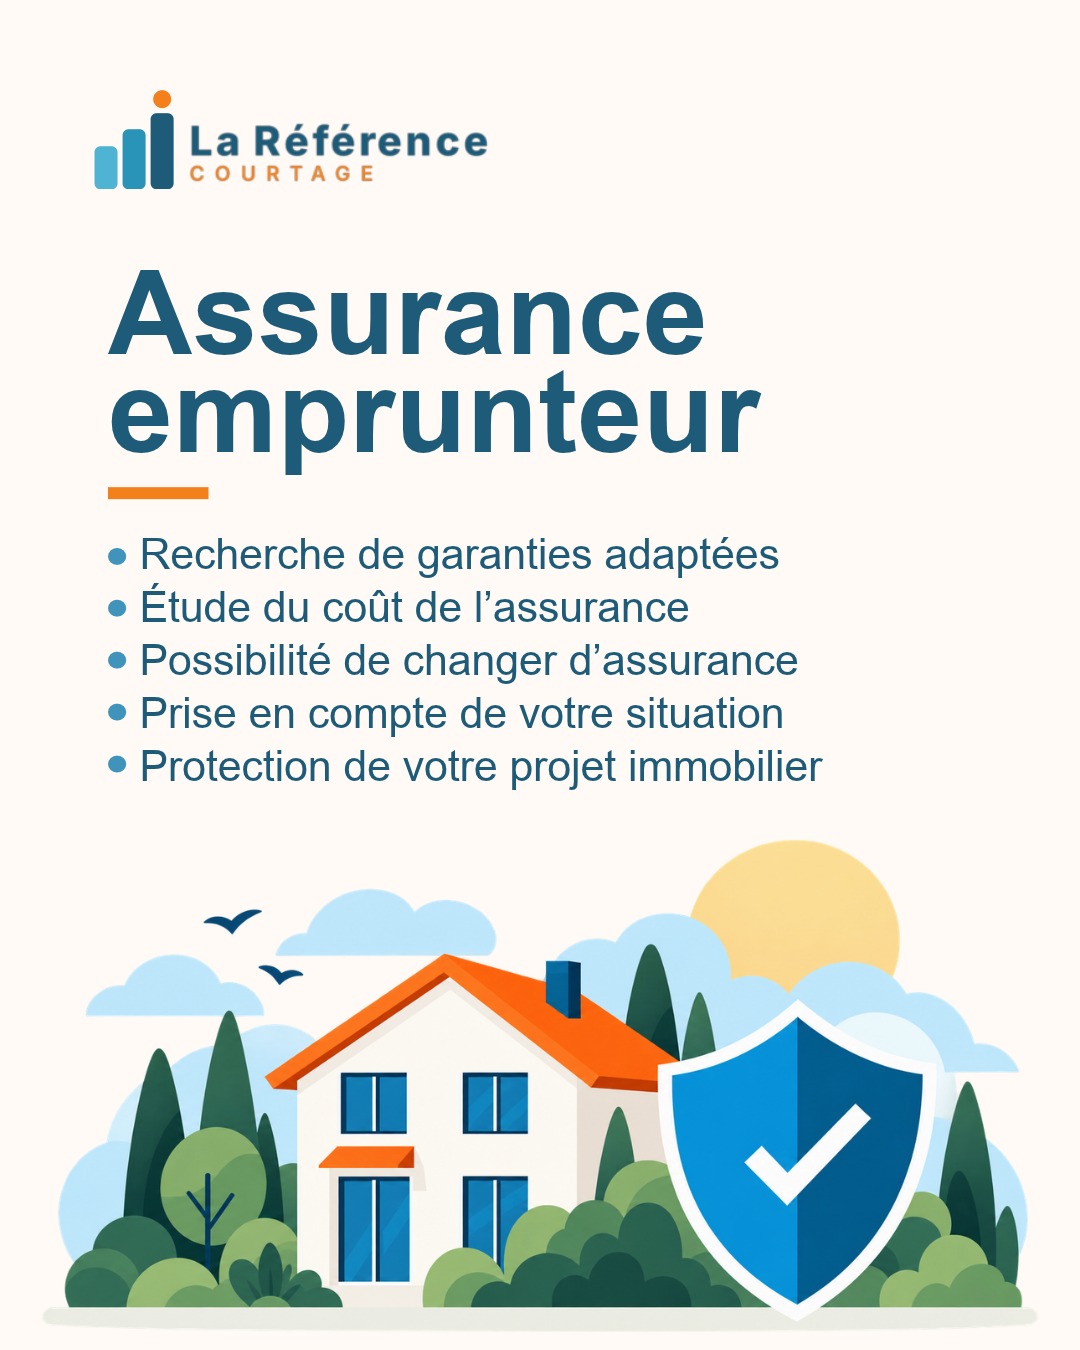 La Référence
COURTAGE
Assurance
emprunteur
• Recherche de garanties adaptées
• Étude du coût de l’assurance
• Possibilité de changer d’assurance
• Prise en compte de votre situation
• Protection de votre projet immobilier